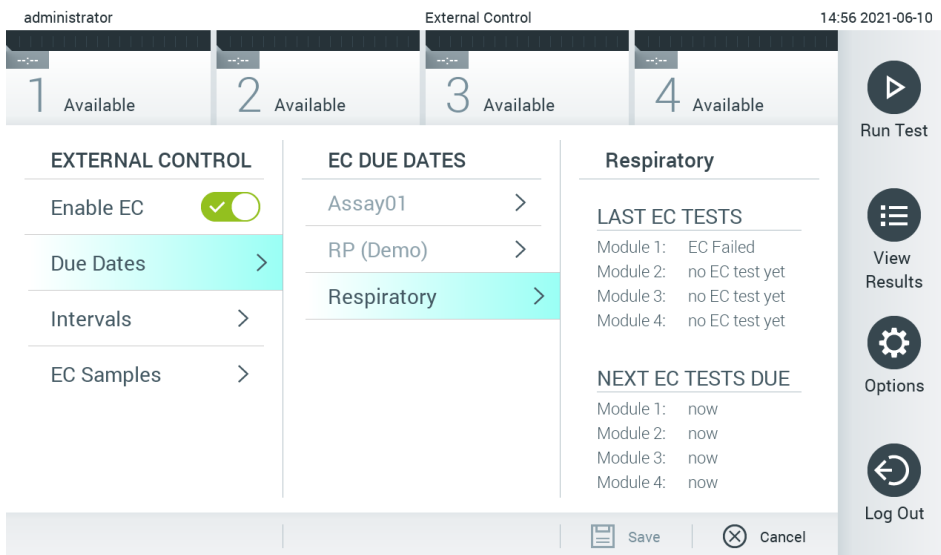 administrator
External Control
14:56 2021-06-10
--:--
--:--
--:--
--:--
1 Available
2 Available
3 Available
4 Available
Run Test
View
Results
Options
Log Out
EXTERNAL CONTROL
Enable EC
Due Dates
Intervals
EC Samples
EC DUE DATES
Assay01
RP (Demo)
Respiratory
Respiratory
LAST EC TESTS
Module 1: EC Failed
Module 2: no EC test yet
Module 3: no EC test yet
Module 4: no EC test yet
NEXT EC TESTS DUE
Module 1: now
Module 2: now
Module 3: now
Module 4: now
Save
Cancel